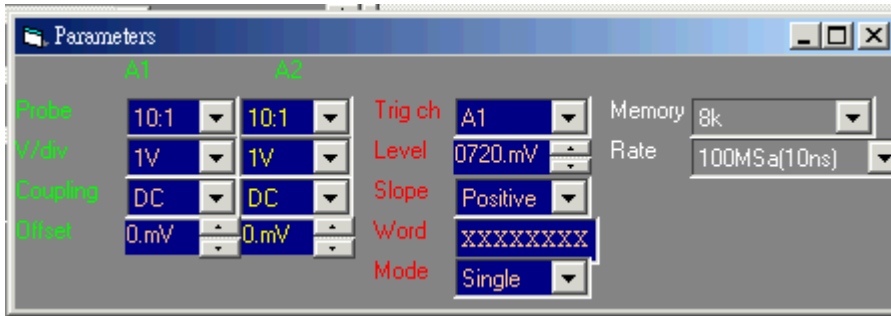 Parameters
A1 A2
Probe 10:1 10:1 Trig ch A1 Memory 8k
V/div 1V 1V Level 0720.mV Rate 100MSa(10ns)
Coupling DC DC Slope Positive
Offset 0.mV 0.mV Word XXXXXXXX
Mode Single